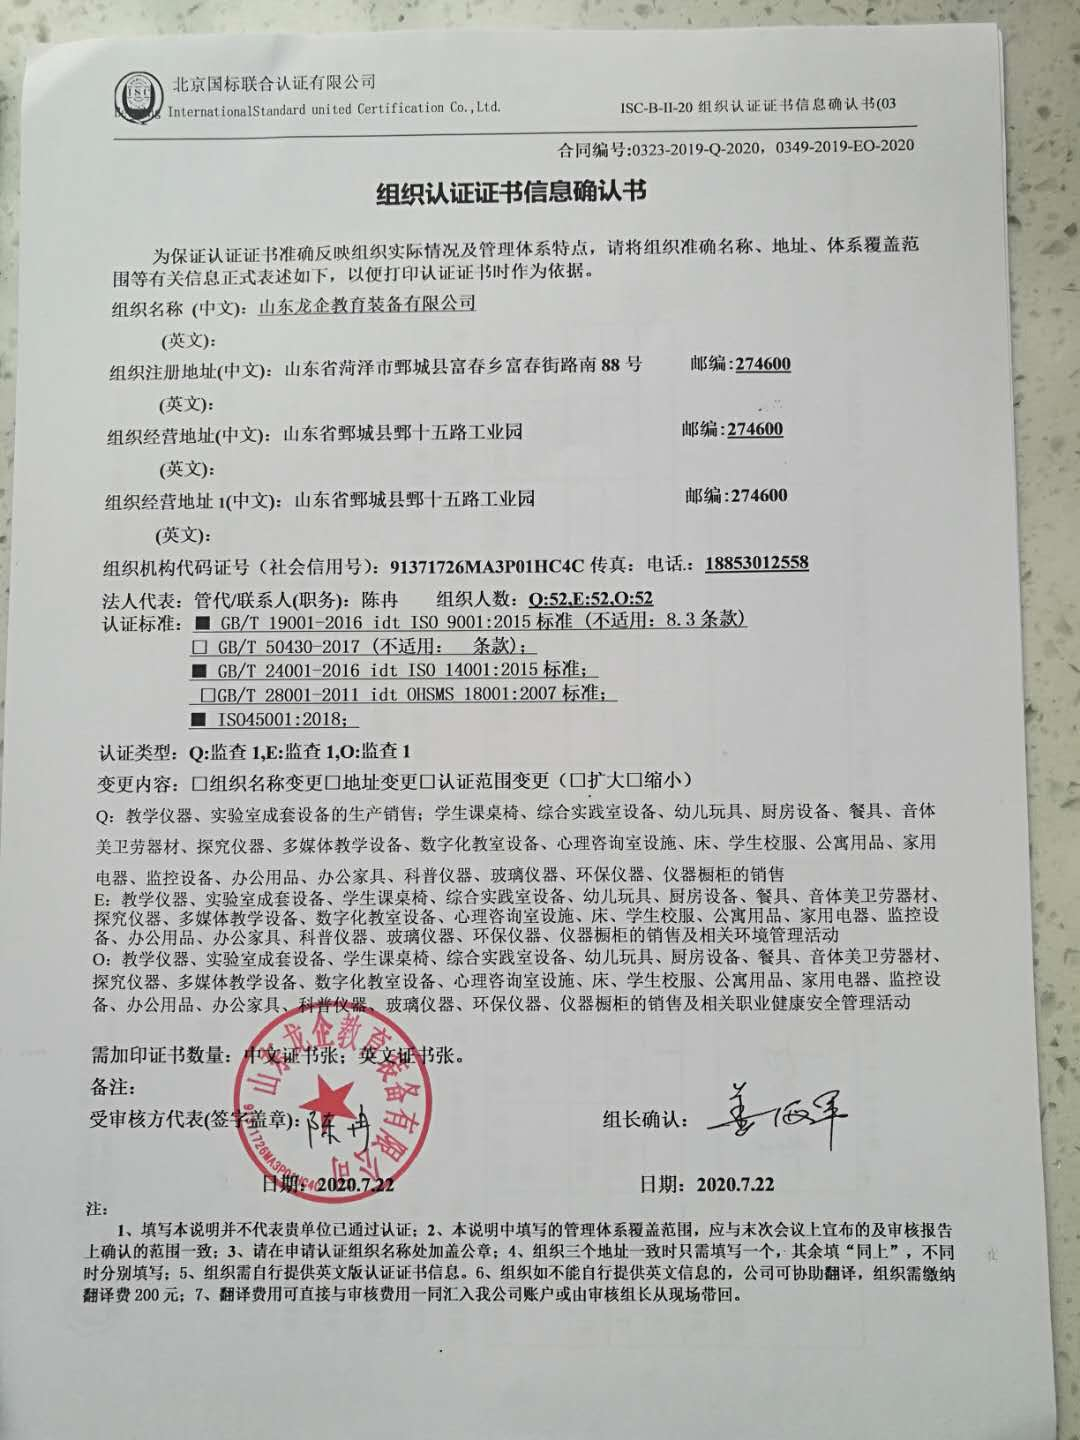 北京国标联合认证有限公司
InternationalStandard united Certification Co.,Ltd.
ISC-B-II-20 组织认证证书信息确认书(03
合同编号:0323-2019-Q-2020，0349-2019-EO-2020
组织认证证书信息确认书
为保证认证证书准确反映组织实际情况及管理体系特点，请将组织准确名称、地址、体系覆盖范
围等有关信息正式表述如下，以便打印认证证书时作为依据。
组织名称（中文)：山东龙企教育装备有限公司
(英文)：
组织注册地址(中文)：山东省菏泽市鄄城县富春乡富春街路南 88 号 邮编:274600
(英文)：
组织经营地址(中文)：山东省鄄城县鄄十五路工业园 邮编:274600
(英文)：
组织经营地址 1(中文)：山东省鄄城县鄄十五路工业园 邮编:274600
(英文)：
组织机构代码证号（社会信用号)：91371726MA3P01HC4C 传真：电话.：18853012558
法人代表：管代/联系人(职务)：陈冉 组织人数：Q:52,E:52,O:52
认证标准：■ GB/T 19001-2016 idt ISO 9001:2015 标准（不适用：8.3 条款)
□ GB/T 50430-2017（不适用： 条款)；
■ GB/T 24001-2016 idt ISO 14001:2015 标准；
□GB/T 28001-2011 idt OHSMS 18001:2007 标准；
■ ISO45001:2018；
认证类型：Q:监查 1,E:监查 1,O:监查 1
变更内容：□组织名称变更□地址变更□认证范围变更（□扩大□缩小）
Q：教学仪器、实验室成套设备的生产销售；学生课桌椅、综合实践室设备、幼儿玩具、厨房设备、餐具、音体
美卫劳器材、探究仪器、多媒体教学设备、数字化教室设备、心理咨询室设施、床、学生校服、公寓用品、家用
电器、监控设备、办公用品、办公家具、科普仪器、玻璃仪器、环保仪器、仪器橱柜的销售
E：教学仪器、实验室成套设备、学生课桌椅、综合实践室设备、幼儿玩具、厨房设备、餐具、音体美卫劳器材、
探究仪器、多媒体教学设备、数字化教室设备、心理咨询室设施、床、学生校服、公寓用品、家用电器、监控设
备、办公用品、办公家具、科普仪器、玻璃仪器、环保仪器、仪器橱柜的销售及相关环境管理活动
O：教学仪器、实验室成套设备、学生课桌椅、综合实践室设备、幼儿玩具、厨房设备、餐具、音体美卫劳器材、
探究仪器、多媒体教学设备、数字化教室设备、心理咨询室设施、床、学生校服、公寓用品、家用电器、监控设
备、办公用品、办公家具、科普仪器、玻璃仪器、环保仪器、仪器橱柜的销售及相关职业健康安全管理活动
需加印证书数量：中文证书张；英文证书张。
备注：
受审核方代表(签字盖章)：陈冉 组长确认：
山东龙企教育装备有限公司
91371726MA3P01HC4C
日期：2020.7.22 日期：2020.7.22
注：
1、填写本说明并不代表贵单位已通过认证；2、本说明中填写的管理体系覆盖范围，应与末次会议上宣布的及审核报告
上确认的范围一致；3、请在申请认证组织名称处加盖公章；4、组织三个地址一致时只需填写一个，其余填“同上”，不同
时分别填写；5、组织需自行提供英文版认证证书信息。6、组织如不能自行提供英文信息的，公司可协助翻译，组织需缴纳
翻译费 200 元；7、翻译费用可直接与审核费用一同汇入我公司账户或由审核组长从现场带回。